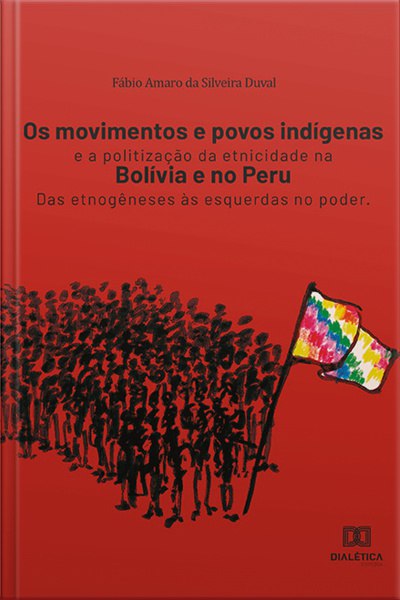 Fábio Amaro da Silveira Duval
Os movimentos e povos indígenas
e a politização da etnicidade na
Bolívia e no Peru
Das etnogêneses às esquerdas no poder.
DIALÉTICA